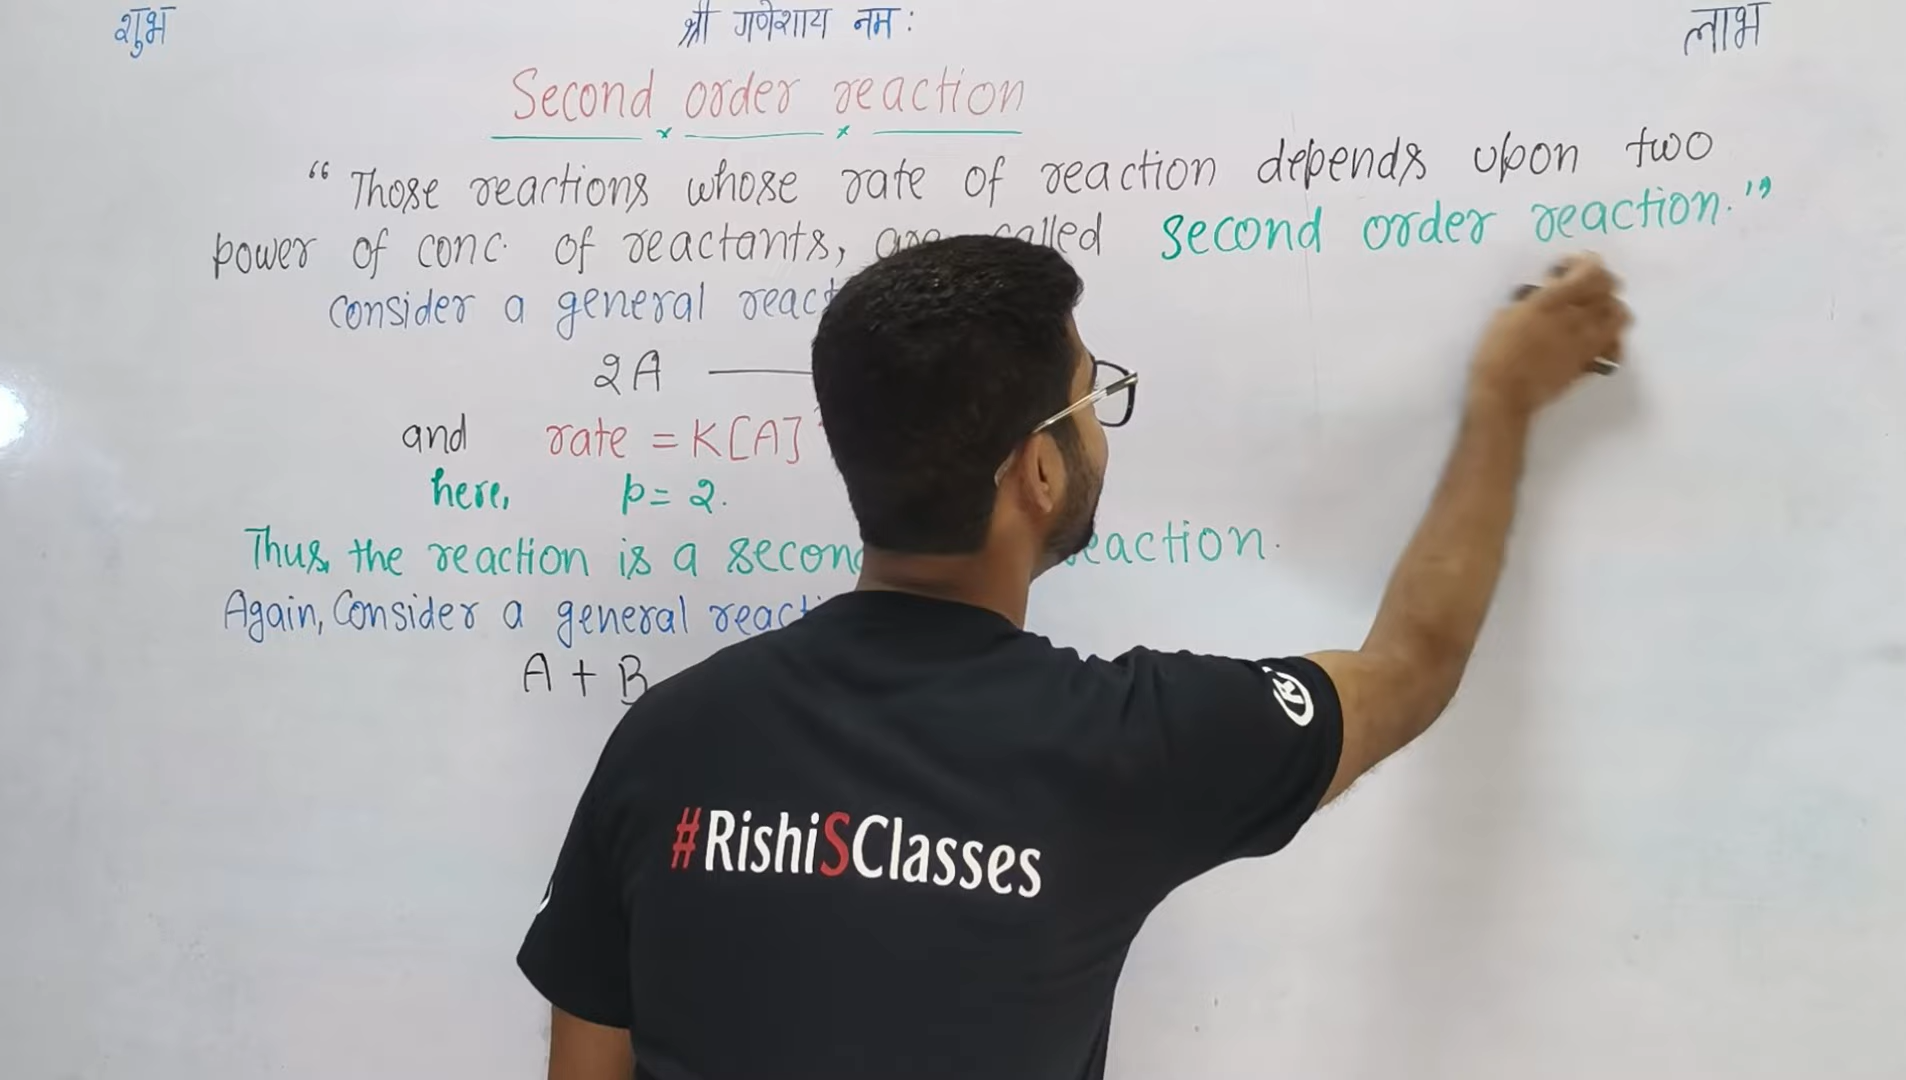 शुभ श्री गणेशाय नम: लाभ
Second order reaction
“Those reactions whose rate of reaction depends upon two
power of conc. of reactants, are called second order reaction.”
Consider a general
2A
and rate = K[A]
here, p = 2.
Thus, the reaction is a
Again, Consider a general
A + B
#RishiSClasses